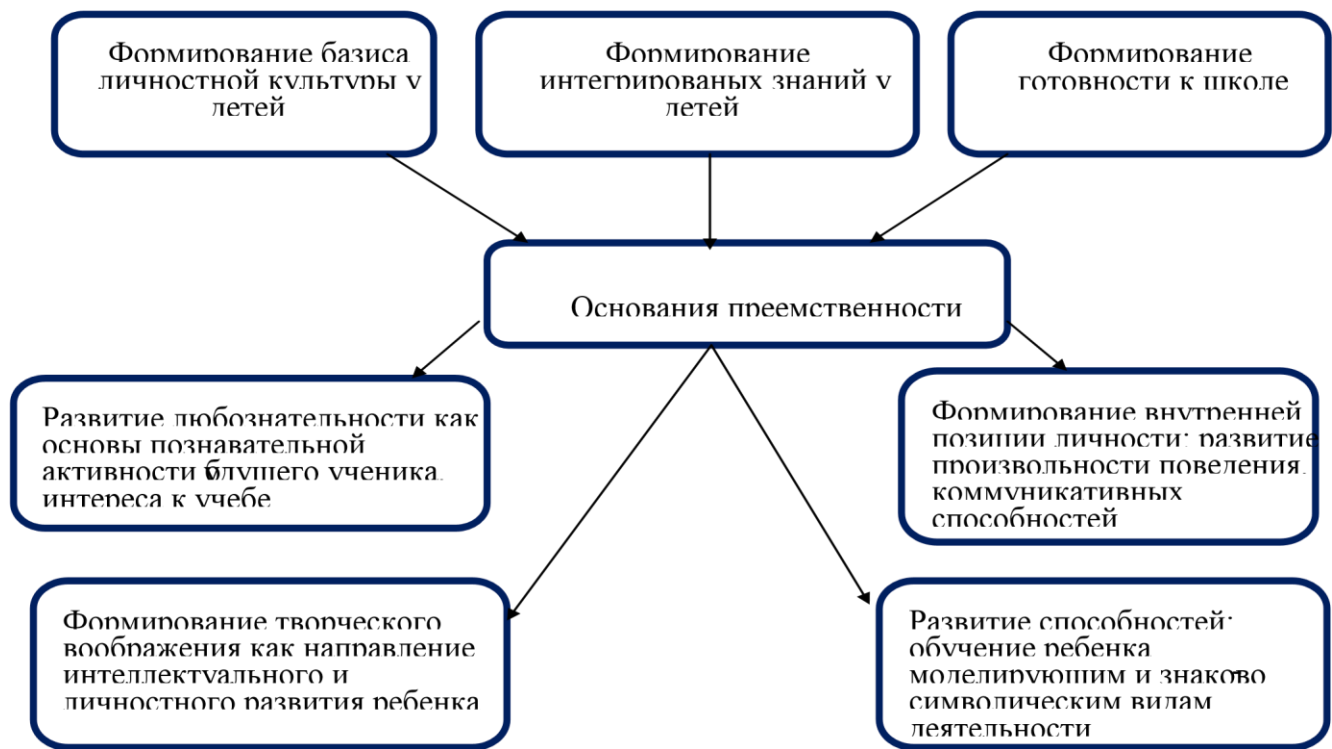 Формирование базиса
личностной культуры у
детей
Формирование
интегрированых знаний у
детей
Формирование
готовности к школе
Основания преемственности
Развитие любознательности как
основы познавательной
активности будущего ученика,
интереса к учебе
Формирование внутренней
позиции личности: развитие
произвольности поведения,
коммуникативных
способностей
Формирование творческого
воображения как направление
интеллектуального и
личностного развития ребенка
Развитие способностей:
обучение ребенка
моделирующим и знаково-
символическим видам
деятельности